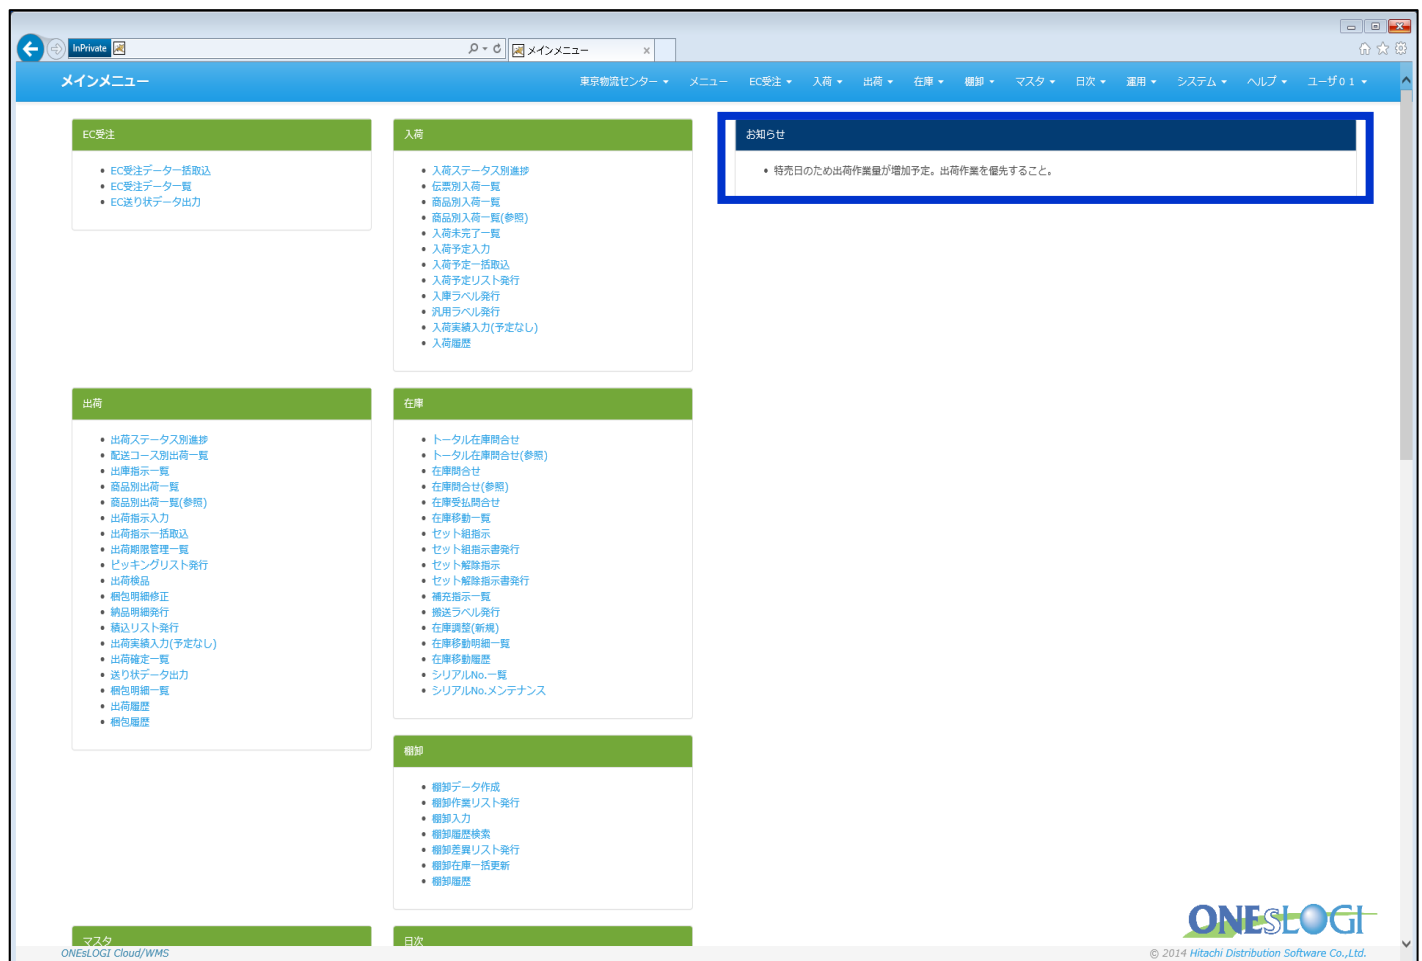 InPrivate
メインメニュー
メインメニュー
東京物流センター メニュー EC受注 入荷 出荷 在庫 棚卸 マスタ 日次 運用 システム ヘルプ ユーザ０１
EC受注
EC受注データ一括取込
EC受注データ一覧
EC送り状データ出力
入荷
入荷ステータス別進捗
伝票別入荷一覧
商品別入荷一覧
商品別入荷一覧(参照)
入荷未完了一覧
入荷予定入力
入荷予定一括取込
入荷予定リスト発行
入庫ラベル発行
汎用ラベル発行
入荷実績入力(予定なし)
入荷履歴
お知らせ
特売日のため出荷作業量が増加予定。出荷作業を優先すること。
出荷
出荷ステータス別進捗
配送コース別出荷一覧
出庫指示一覧
商品別出荷一覧
商品別出荷一覧(参照)
出荷指示入力
出荷指示一括取込
出荷期限管理一覧
ピッキングリスト発行
出荷検品
梱包明細修正
納品明細発行
積込リスト発行
出荷実績入力(予定なし)
出荷確定一覧
送り状データ出力
梱包明細一覧
出荷履歴
梱包履歴
在庫
トータル在庫問合せ
トータル在庫問合せ(参照)
在庫問合せ
在庫問合せ(参照)
在庫受払問合せ
在庫移動一覧
セット組指示
セット組指示書発行
セット解除指示
セット解除指示書発行
補充指示一覧
搬送ラベル発行
在庫調整(新規)
在庫移動明細一覧
在庫移動履歴
シリアルNo.一覧
シリアルNo.メンテナンス
棚卸
棚卸データ作成
棚卸作業リスト発行
棚卸入力
棚卸履歴検索
棚卸差異リスト発行
棚卸在庫一括更新
棚卸履歴
マスタ
日次
ONEsLOGI
ONEsLOGI Cloud/WMS
© 2014 Hitachi Distribution Software Co.,Ltd.